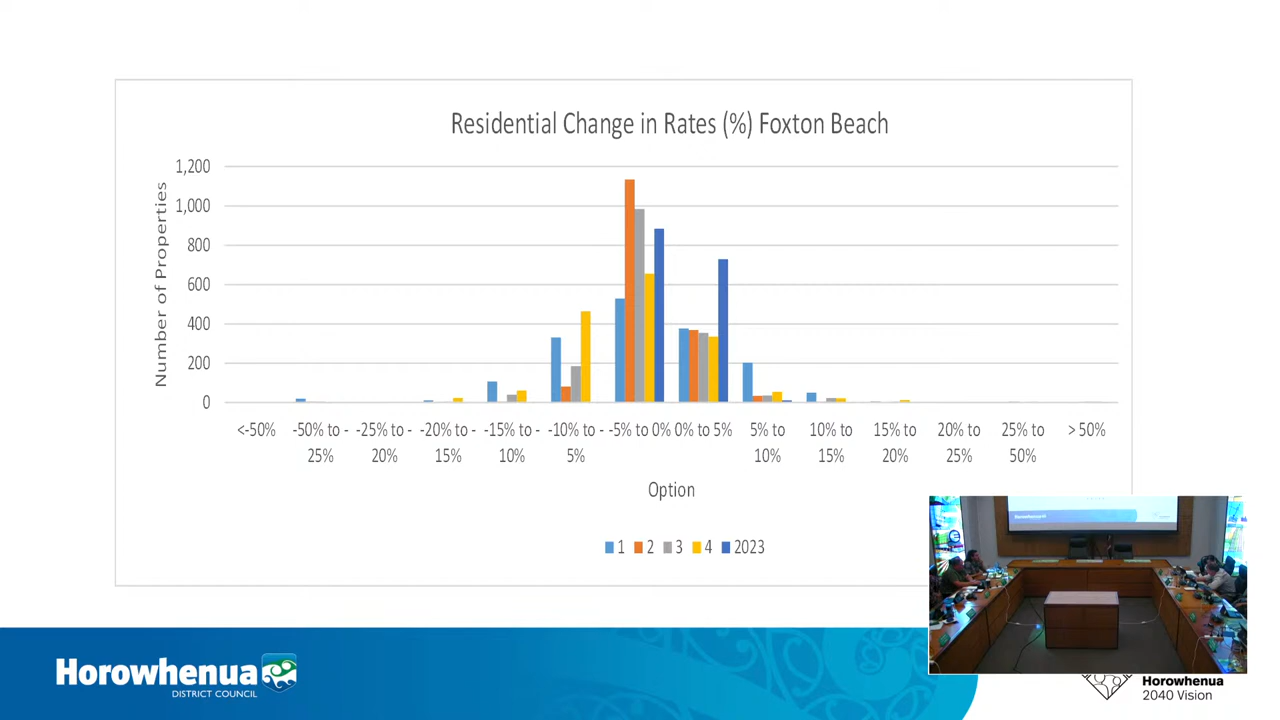 Residential Change in Rates (%) Foxton Beach
Number of Properties
1,200
1,000
800
600
400
200
0
<-50% -50% to - -25% to - -20% to - -15% to - -10% to - -5% to 0% 0% to 5% 5% to 10% to 15% to 20% to 25% to > 50%
25% 20% 15% 10% 5% 10% 15% 20% 25% 50%
Option
1 2 3 4 2023
Horowhenua
Horowhenua
DISTRICT COUNCIL
Horowhenua
2040 Vision